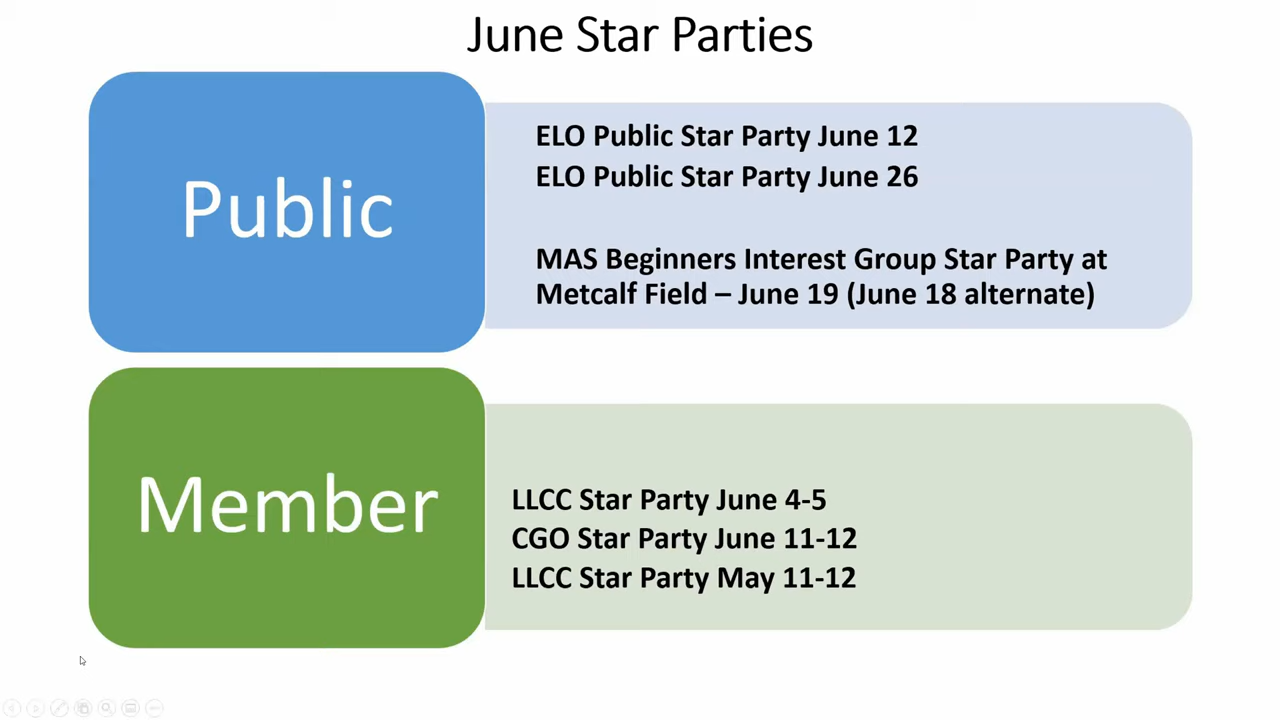 June Star Parties
Public
ELO Public Star Party June 12
ELO Public Star Party June 26
MAS Beginners Interest Group Star Party at
Metcalf Field – June 19 (June 18 alternate)
Member
LLCC Star Party June 4-5
CGO Star Party June 11-12
LLCC Star Party May 11-12